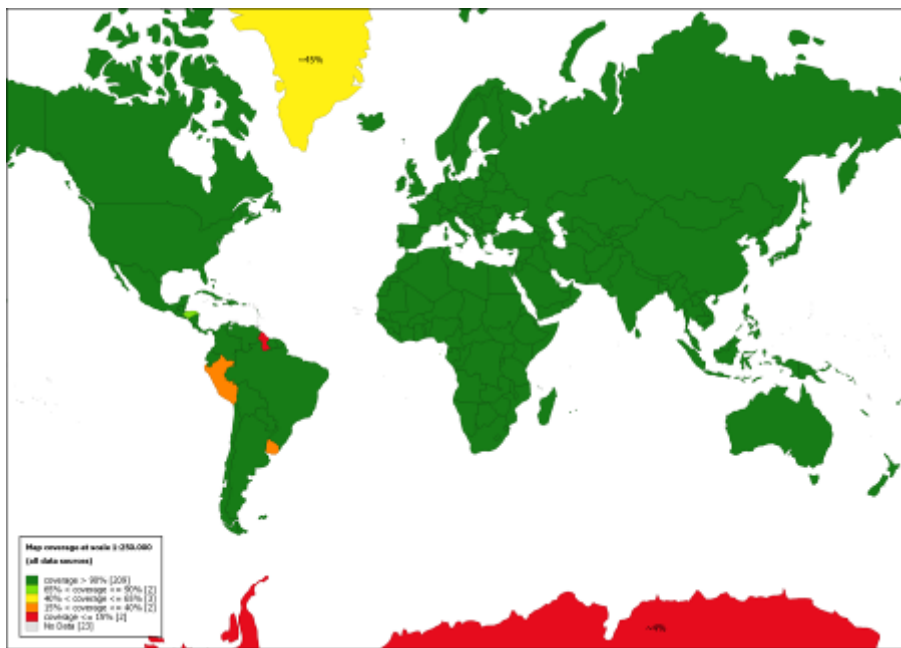 ~45%
Map coverage at scale 1:250.000
(all data sources)
coverage > 90% [209]
65% < coverage <= 90% [2]
40% < coverage <= 65% [3]
15% < coverage <= 40% [2]
coverage <= 15% [2]
No Data [23]
~4%